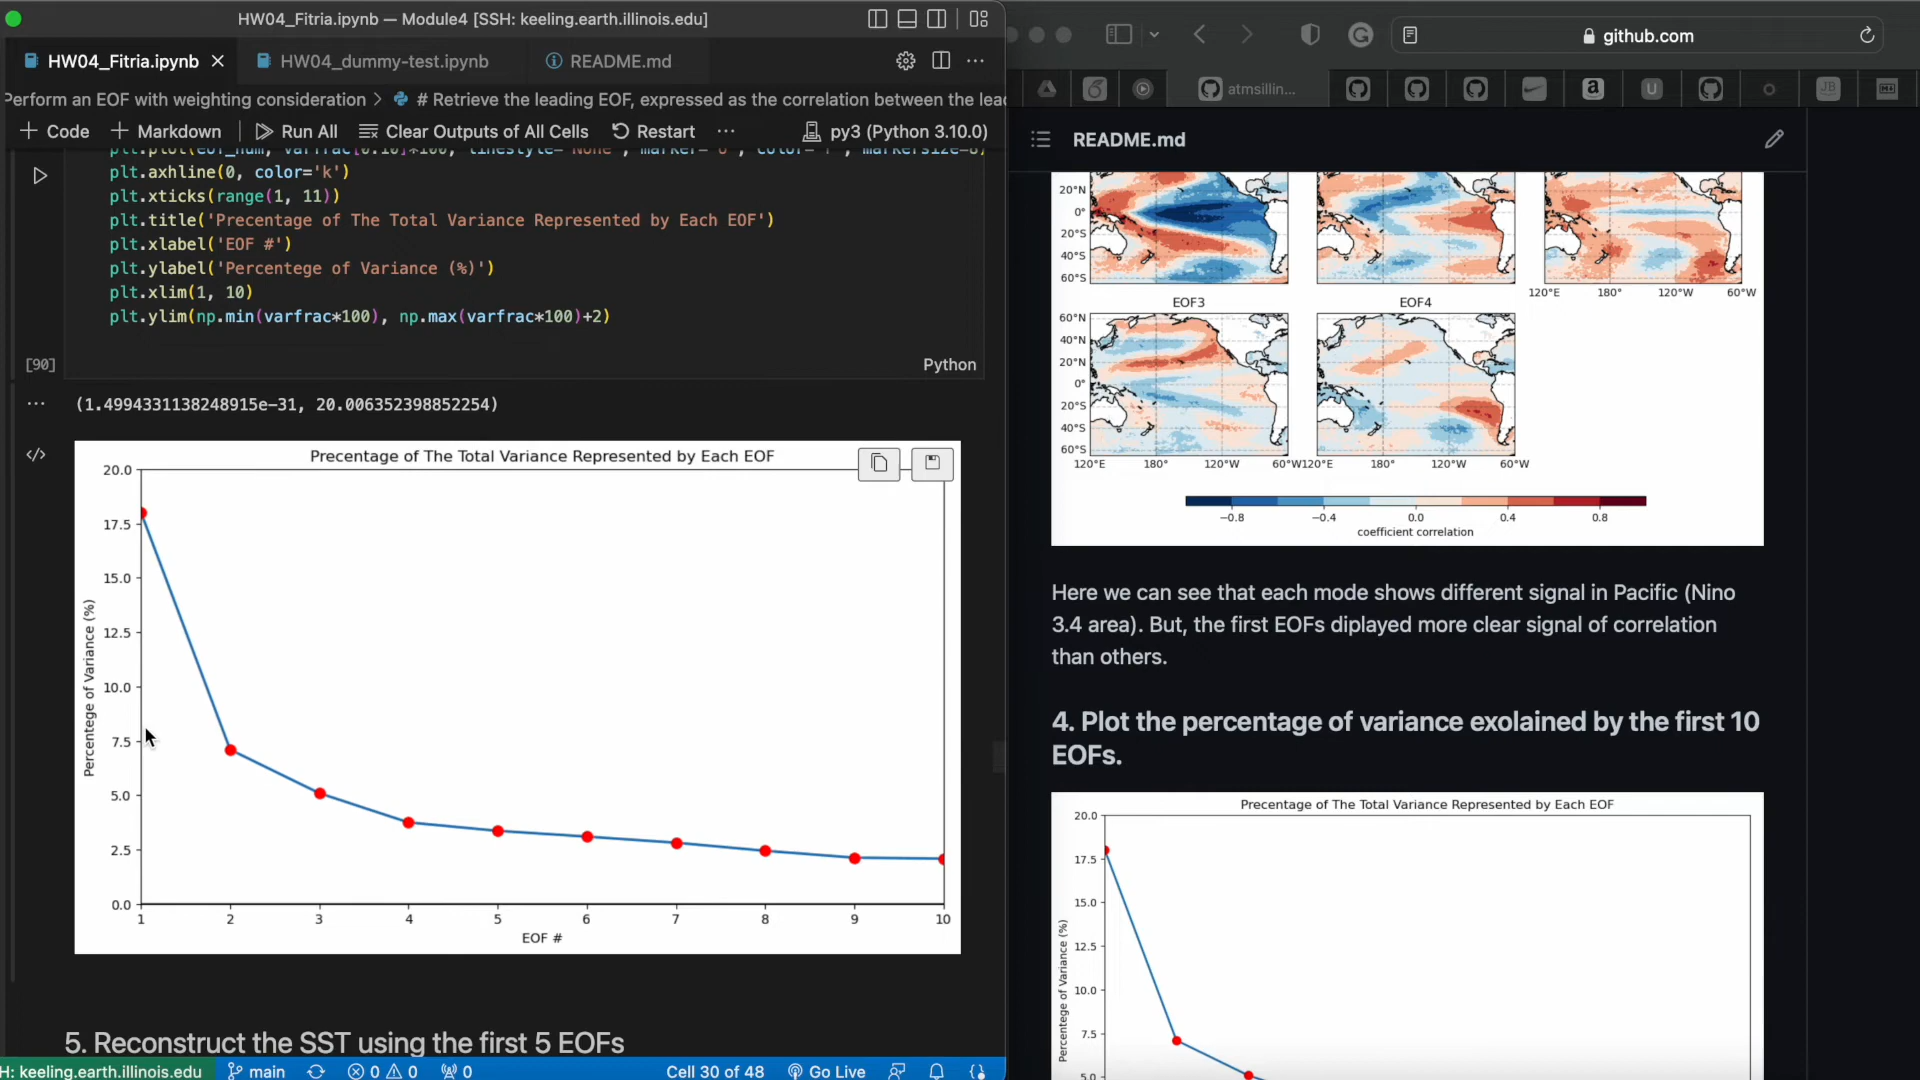 HW04_Fitria.ipynb — Module4 [SSH: keeling.earth.illinois.edu]
HW04_Fitria.ipynb
HW04_dummy-test.ipynb
README.md
Perform an EOF with weighting consideration > # Retrieve the leading EOF, expressed as the correlation between the lea
+ Code + Markdown Run All Clear Outputs of All Cells Restart ... py3 (Python 3.10.0)
plt.axhline(0, color='k')
plt.xticks(range(1, 11))
plt.title('Precentage of The Total Variance Represented by Each EOF')
plt.xlabel('EOF #')
plt.ylabel('Percentege of Variance (%)')
plt.xlim(1, 10)
plt.ylim(np.min(varfrac*100), np.max(varfrac*100)+2)
[90]
Python
... (1.4994331138248915e-31, 20.006352398852254)
Precentage of The Total Variance Represented by Each EOF
20.0
17.5
15.0
12.5
10.0
7.5
5.0
2.5
0.0
Percentege of Variance (%)
1 2 3 4 5 6 7 8 9 10
EOF #
5. Reconstruct the SST using the first 5 EOFs
H: keeling.earth.illinois.edu main 0 0 0 Cell 30 of 48 Go Live
github.com
atmsillin...
a
U
JB
README.md
20°N
0°
20°S
40°S
60°S
120°E 180° 120°W 60°W
EOF3
EOF4
60°N
40°N
20°N
0°
20°S
40°S
60°S
120°E 180° 120°W 60°W120°E 180° 120°W 60°W
−0.8 −0.4 0.0 0.4 0.8
coefficient correlation
Here we can see that each mode shows different signal in Pacific (Nino
3.4 area). But, the first EOFs diplayed more clear signal of correlation
than others.
4. Plot the percentage of variance exolained by the first 10
EOFs.
Precentage of The Total Variance Represented by Each EOF
20.0
17.5
15.0
12.5
10.0
7.5
5.0
Percentege of Variance (%)